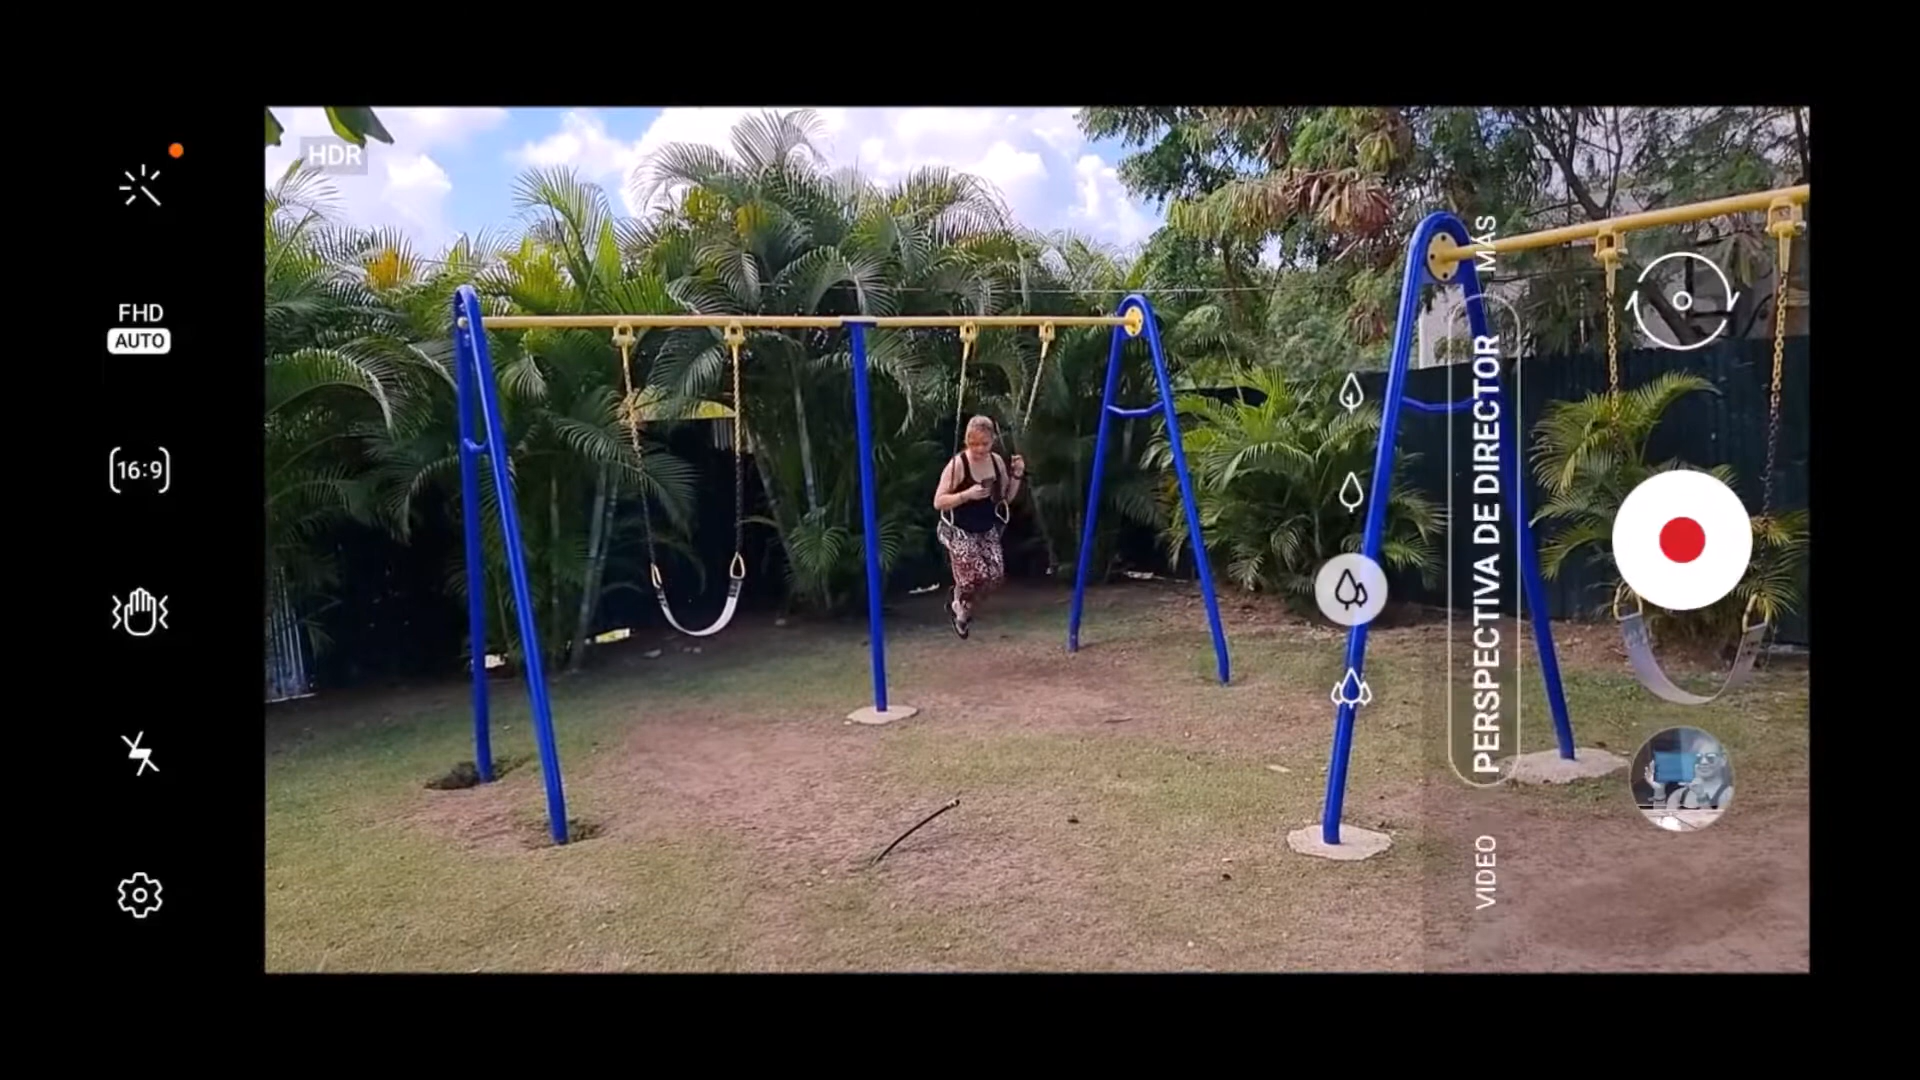 HDR
FHD
AUTO
16:9
MÁS
PERSPECTIVA DE DIRECTOR
VIDEO